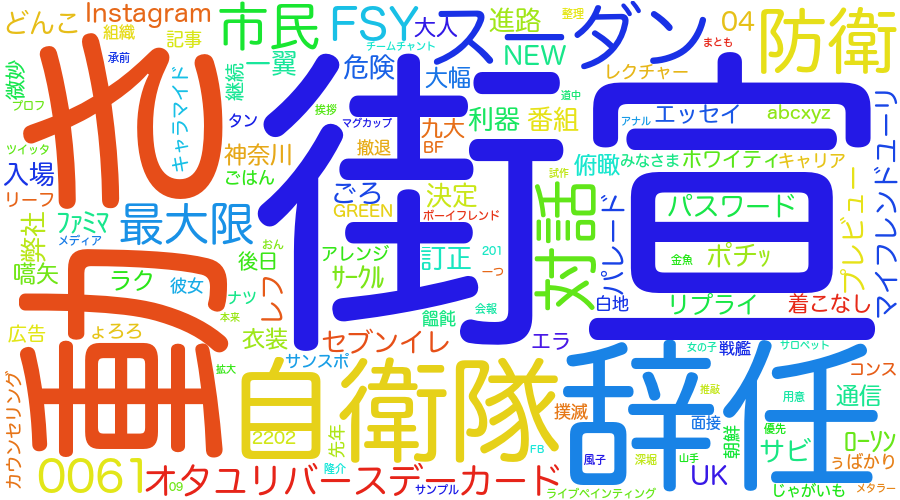 どんこ
Instagram
組織
記事
承前
市民
FSY
チームチャント
大人
スーダン
進路
NEW
整理
04
まとも
防衛
微妙
プロフ
継続
一翼
危険
大幅
レクチャー
道中
ツイッタ
キャラマイド
動き
タン
挨拶
街宣
マグカップ
九大
BF
利器
番組
アナル
エッセイ
abcxyz
入場
神奈川
撤退
ごはん
俯瞰
みなさま
ホワイティ
キャリア
試作
マイフレンドユーリ
リーフ
弊社
ファミマ
メディア
最大限
ごろ
GREEN
決定
ボーイフレンド
対話
パレード
パスワード
プレビュー
嚆矢
ラク
彼女
後日
おん
アレンジ
サークル
訂正
201
一つ
金魚
ポチッ
レフ
ナツ
本来
饂飩
会報
白地
リプライ
着こなし
広告
ょろろ
衣装
セブンイレ
サンスポ
エラ
女の子
戦艦
サロペット
拡大
カウンセリング
自衛隊
辞任
コンス
推敲
用意
通信
撲滅
面接
2202
先年
朝鮮
優先
ローソン
FB
風子
深堀
山手
サビ
ぅばかり
0061
オタユリバースデーカード
隆介
09
サンプル
ライブペインティング
UK
じゃがいも
メタラー